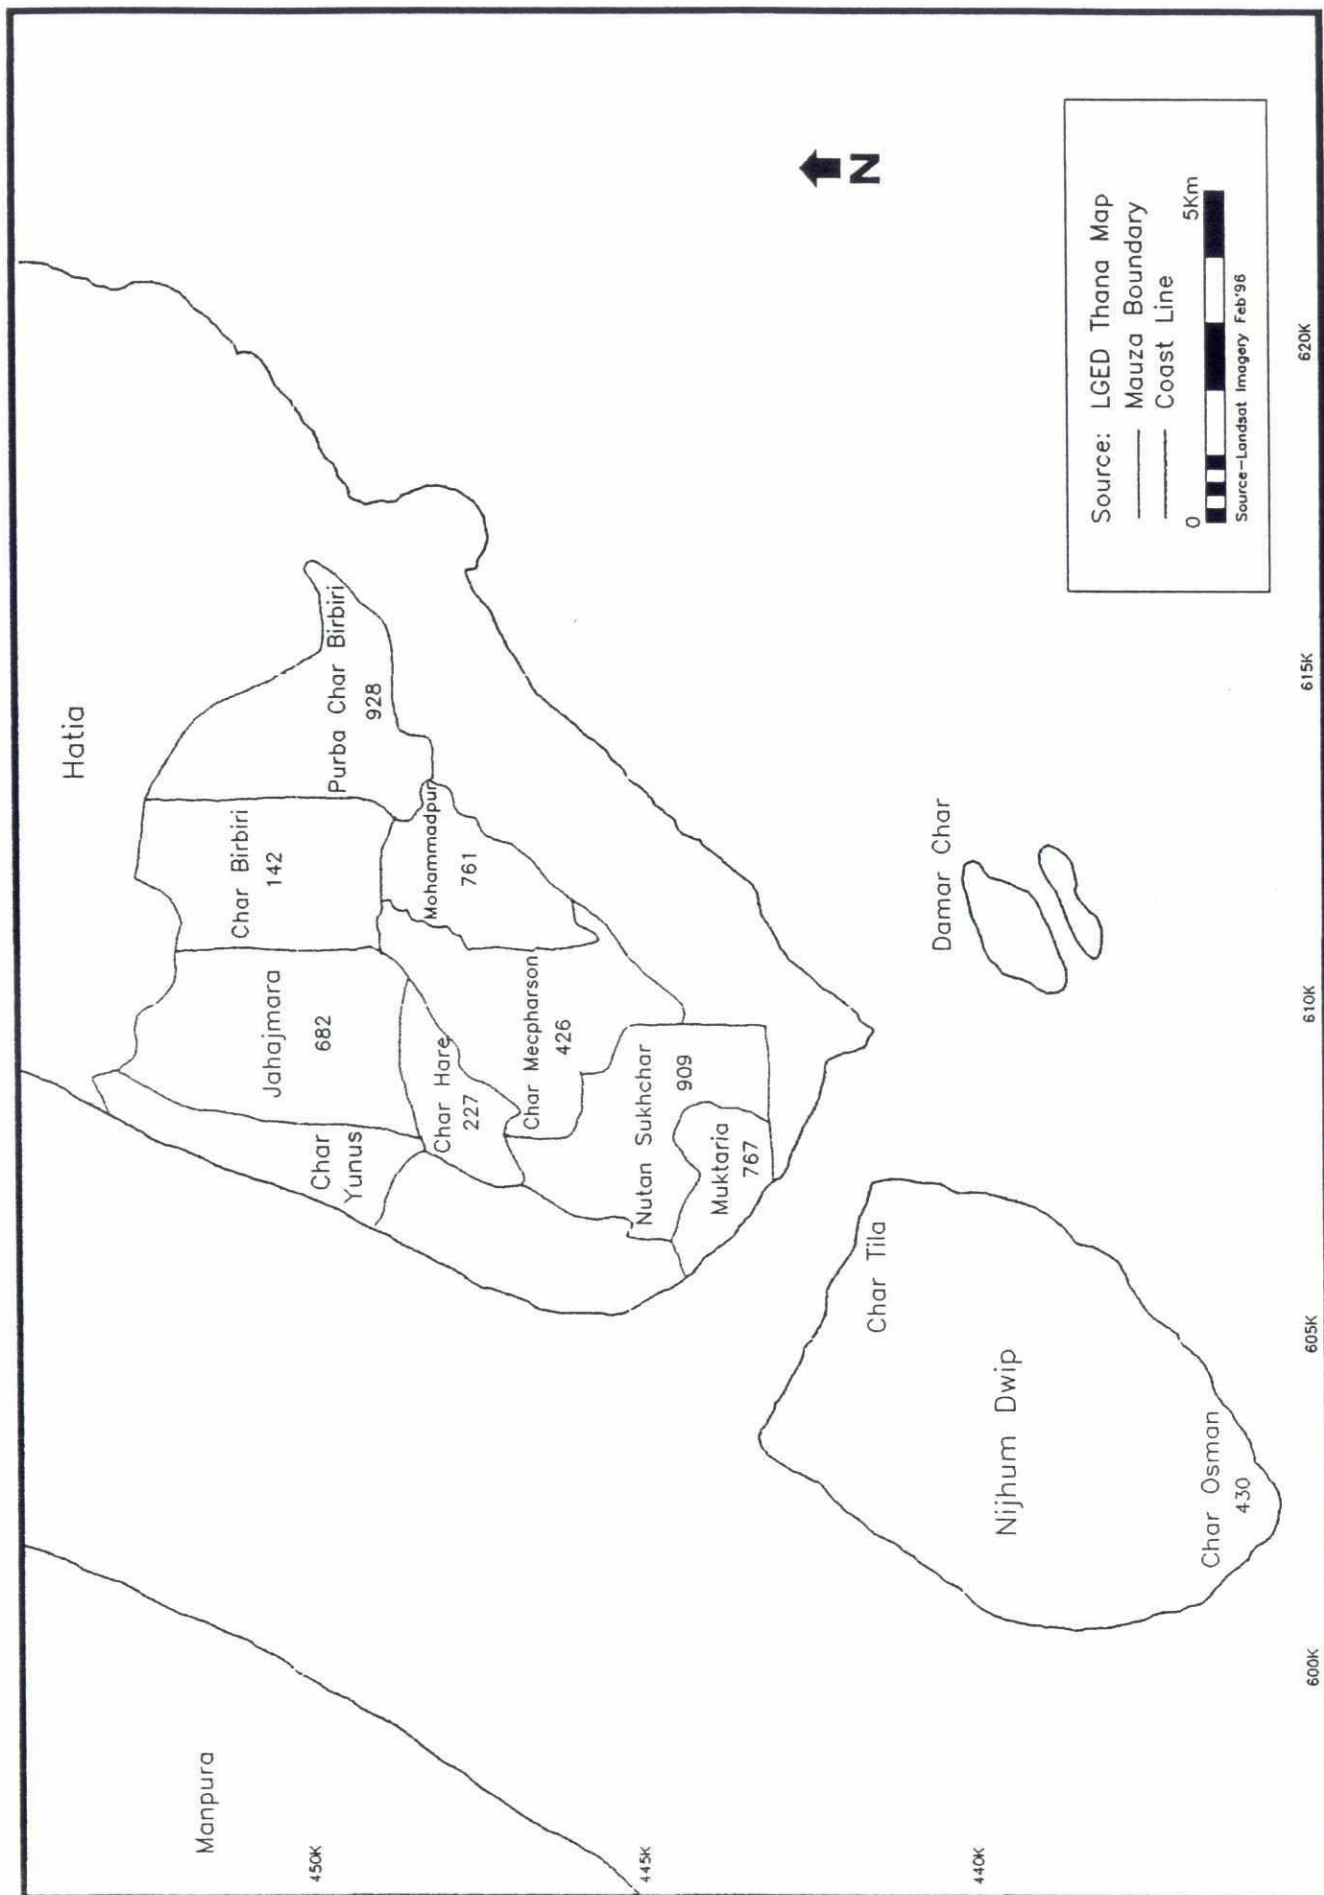 Hatia
Manpura
Purba Char Birbiri
928
Char Birbiri
142
Mohammadpur
761
Jahajmara
682
Char Mecpharson
426
Char Hare
227
Char
Yunus
Nutan Sukhchar
909
Muktaria
767
Damar Char
Char Tila
Nijhum Dwip
Char Osman
430
N
Source: LGED Thana Map
Mauza Boundary
Coast Line
0 5Km
Source-Landsat Imagery Feb'96
450K
445K
440K
600K
605K
610K
615K
620K